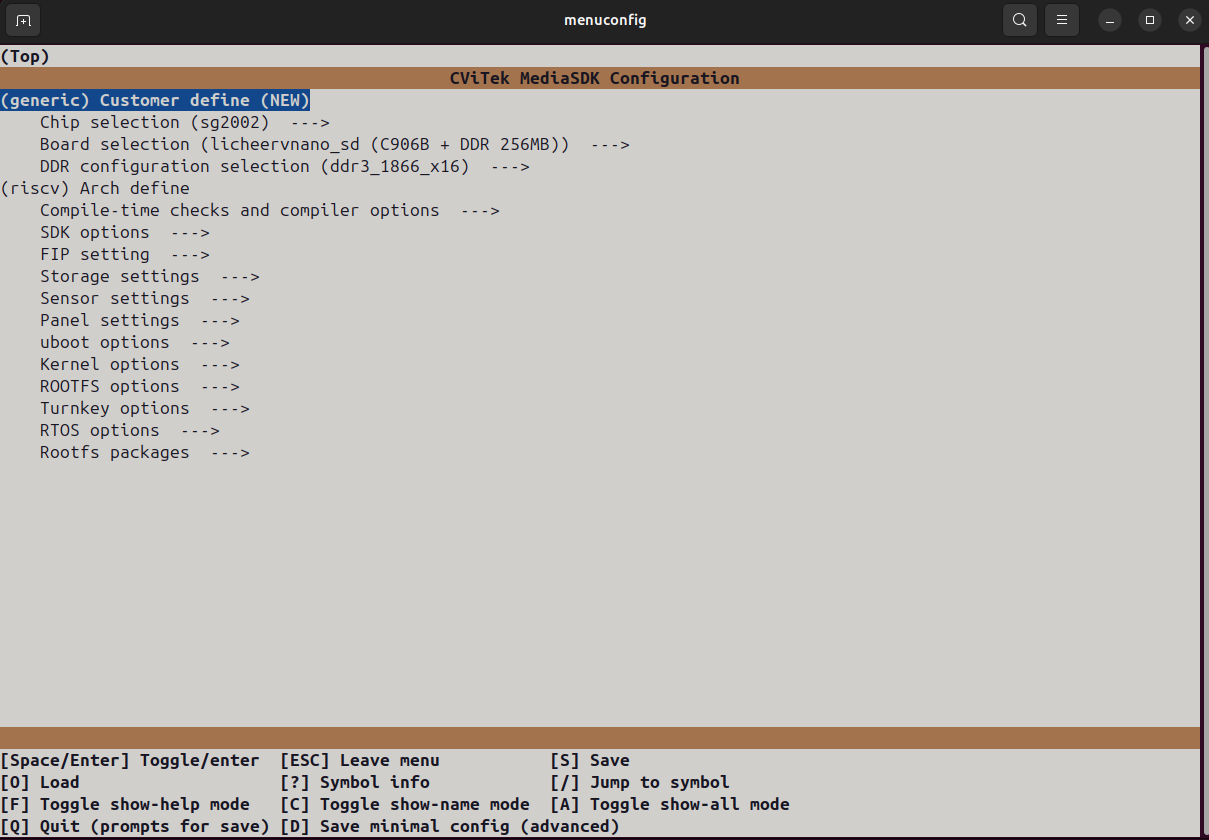 menuconfig
(Top)
CViTek MediaSDK Configuration
(generic) Customer define (NEW)
Chip selection (sg2002)  --->
Board selection (licheervnano_sd (C906B + DDR 256MB))  --->
DDR configuration selection (ddr3_1866_x16)  --->
(riscv) Arch define
Compile-time checks and compiler options  --->
SDK options  --->
FIP setting  --->
Storage settings  --->
Sensor settings  --->
Panel settings  --->
uboot options  --->
Kernel options  --->
ROOTFS options  --->
Turnkey options  --->
RTOS options  --->
Rootfs packages  --->
[Space/Enter] Toggle/enter  [ESC] Leave menu           [S] Save
[O] Load                    [?] Symbol info            [/] Jump to symbol
[F] Toggle show-help mode   [C] Toggle show-name mode  [A] Toggle show-all mode
[Q] Quit (prompts for save) [D] Save minimal config (advanced)